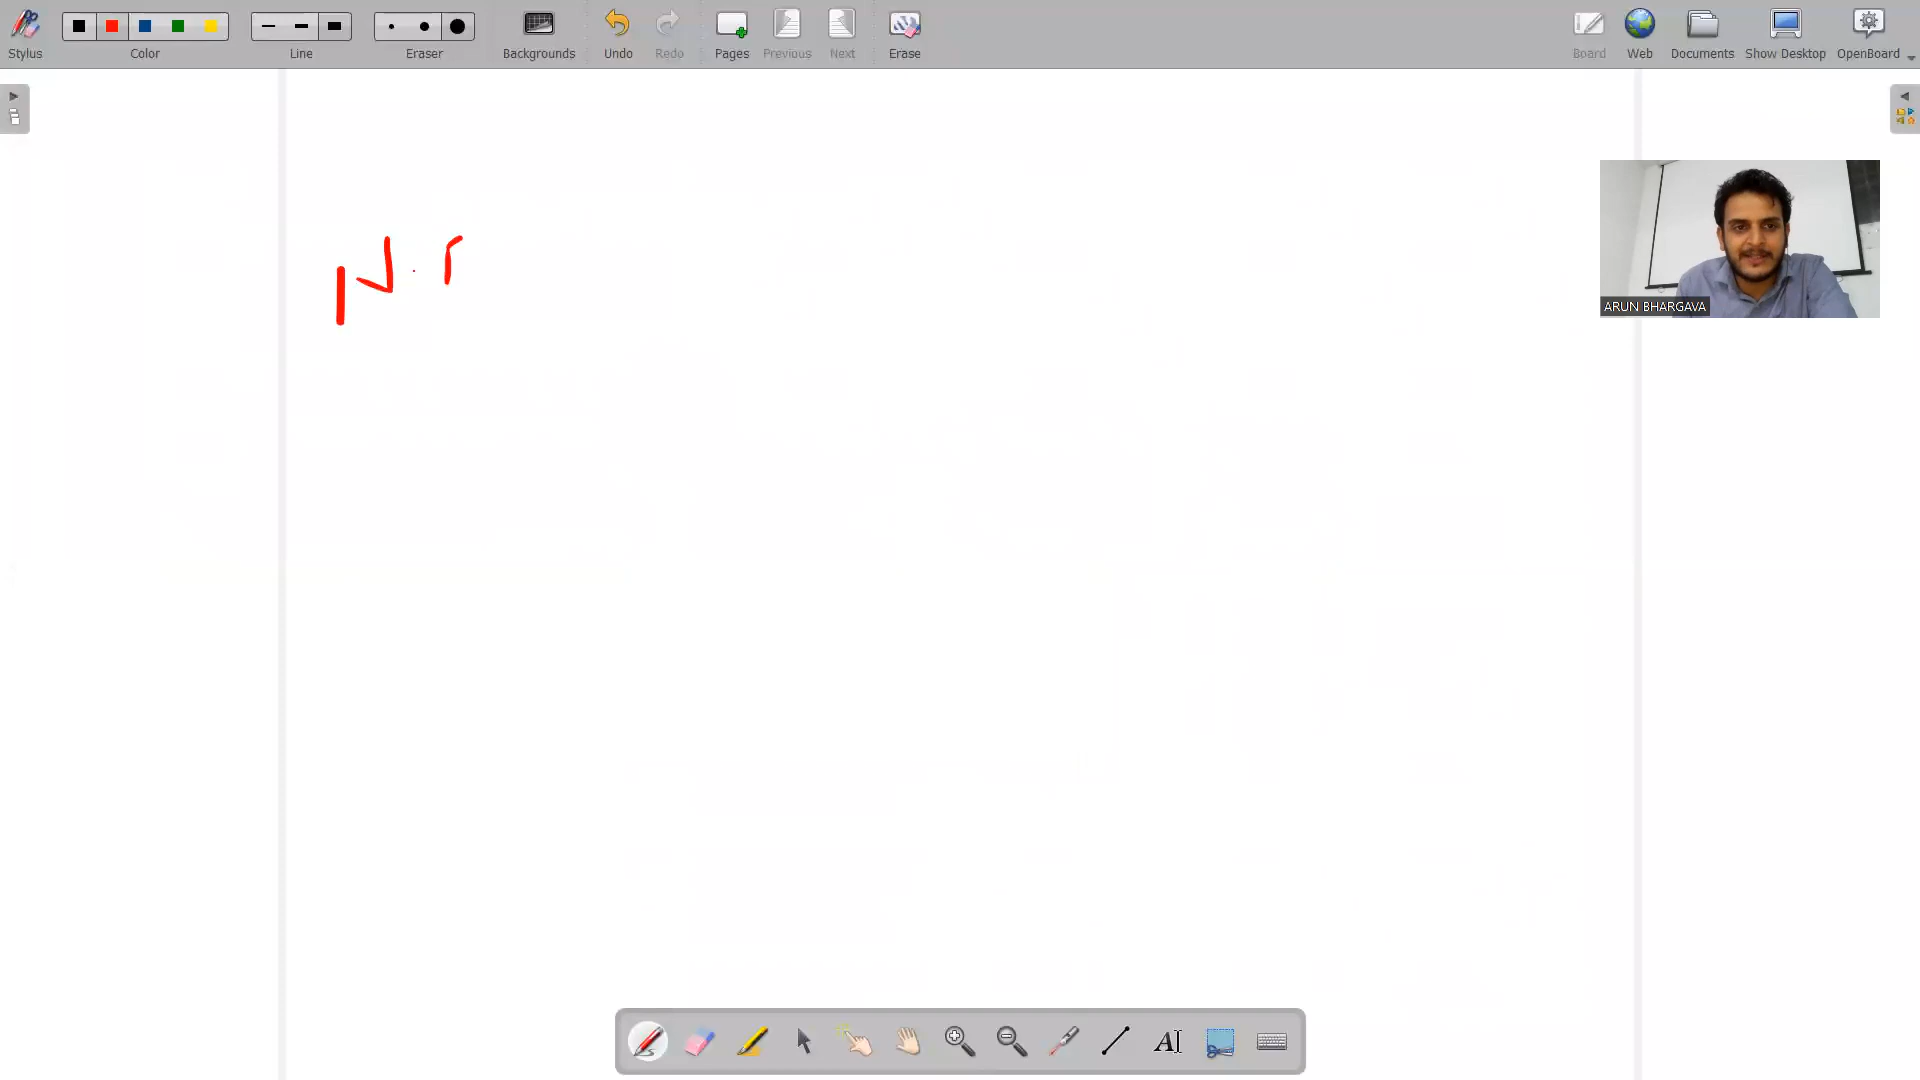 Stylus Color Line Eraser Backgrounds Undo Redo Pages Previous Next Erase Board Web Documents Show Desktop OpenBoard
N.
ARUN BHARGAVA